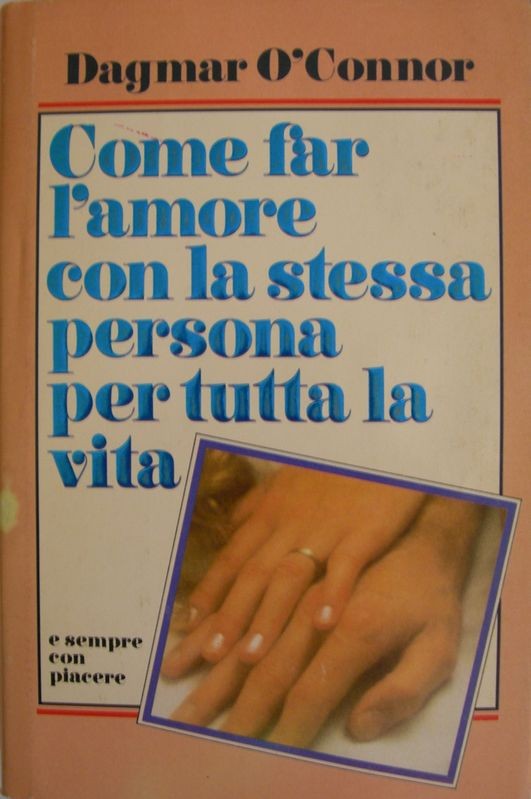 Dagmar O'Connor
Come far
l'amore
con la stessa
persona
per tutta la
vita
e sempre
con
piacere